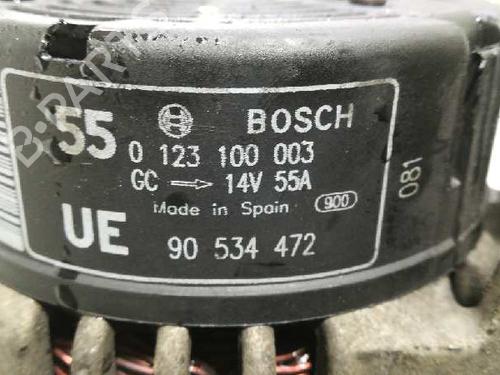 55 BOSCH
0 123 100 003
GC → 14V 55A
Made in Spain 900
UE 90 534 472
081
B-PARTS